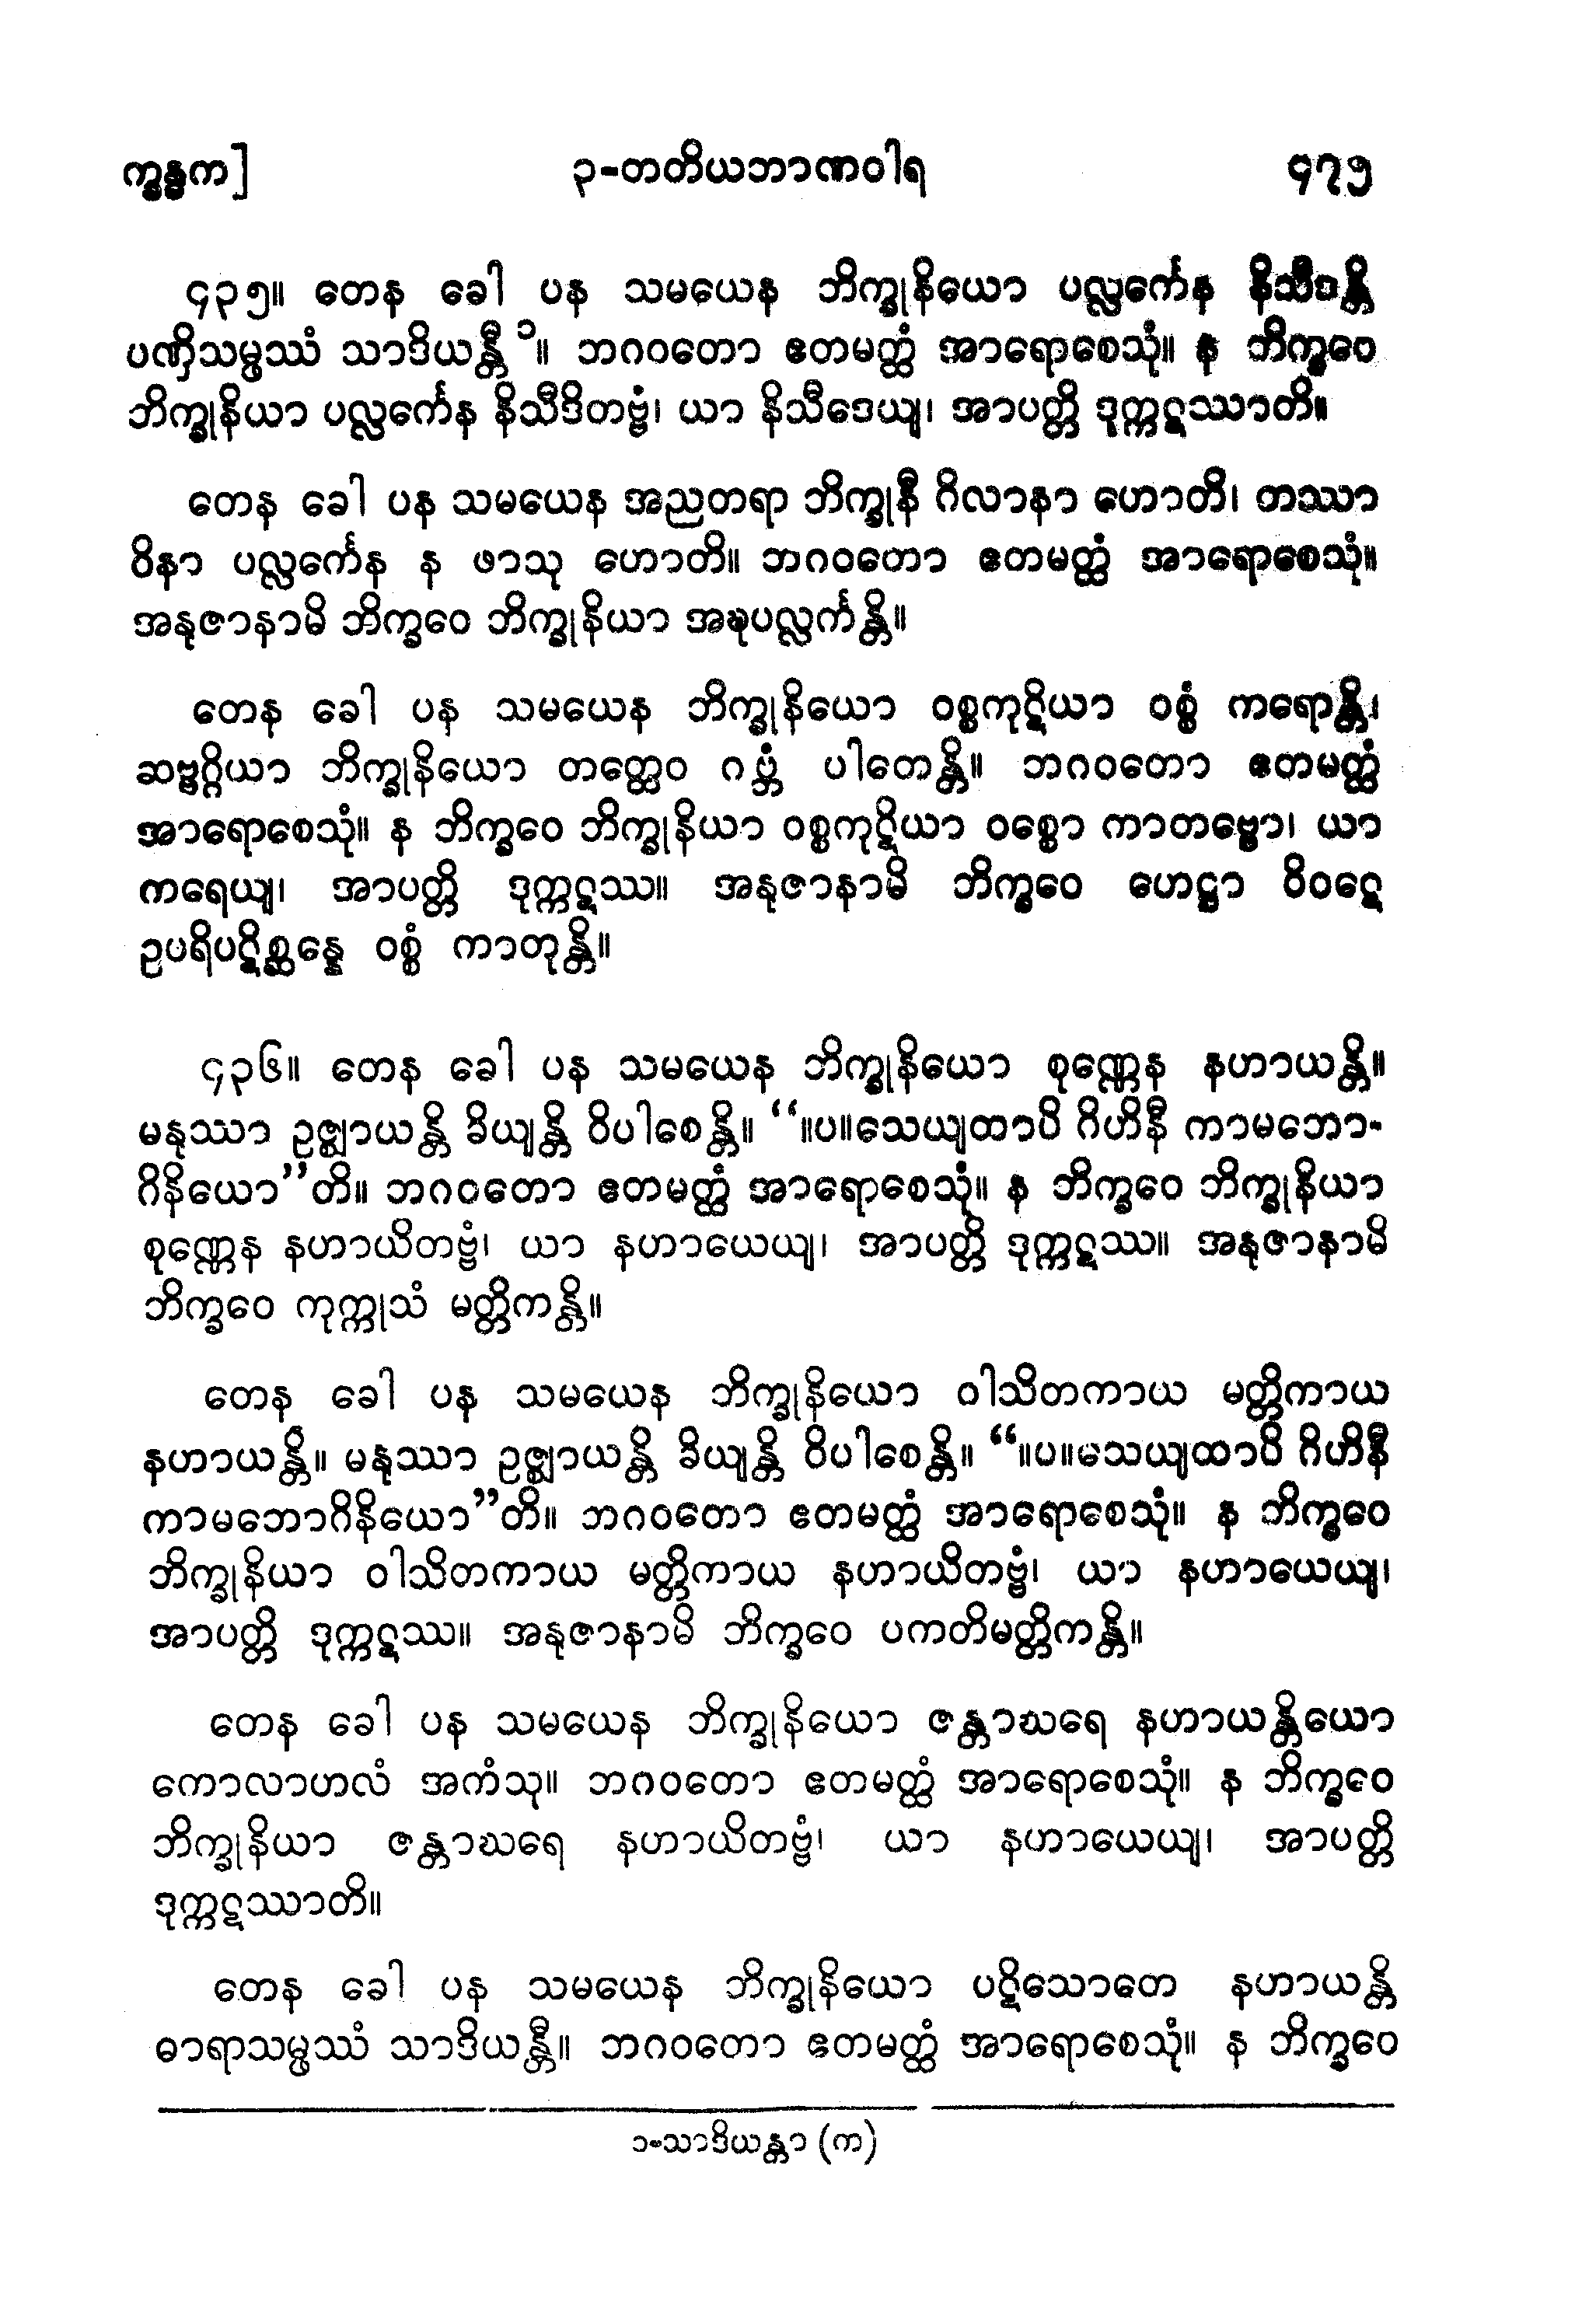 က္ခန္ဓက] ၃-တတိယဘာဏဝါရ ၄၇၅
၄၃၅။ တေန ခေါ ပန သမယေန ဘိက္ခုနိယော ပလ္လင်္ကေန နိသီဒန္တိ
ပဏှိသမ္ဖဿံ သာဒိယန္တီ ၁။ ဘဂဝတော ဧတမတ္ထံ အာရောစေသုံ။ န ဘိက္ခဝေ
ဘိက္ခုနိယာ ပလ္လင်္ကေန နိသီဒိတဗ္ဗံ၊ ယာ နိသီဒေယျ၊ အာပတ္တိ ဒုက္ကဋဿာတိ။
တေန ခေါ ပန သမယေန အညတရာ ဘိက္ခုနီ ဂိလာနာ ဟောတိ၊ တဿာ
ဝိနာ ပလ္လင်္ကေန န ဖာသု ဟောတိ။ ဘဂဝတော ဧတမတ္ထံ အာရောစေသုံ။
အနုဇာနာမိ ဘိက္ခဝေ ဘိက္ခုနိယာ အဍ္ဎပလ္လင်္ကန္တိ။
တေန ခေါ ပန သမယေန ဘိက္ခုနိယော ဝစ္စကုဋိယာ ဝစ္စံ ကရောန္တိ၊
ဆဗ္ဗဂ္ဂိယာ ဘိက္ခုနိယော တတ္ထေဝ ဂဗ္ဘံ ပါတေန္တိ။ ဘဂဝတော ဧတမတ္ထံ
အာရောစေသုံ။ န ဘိက္ခဝေ ဘိက္ခုနိယာ ဝစ္စကုဋိယာ ဝစ္စော ကာတဗ္ဗော၊ ယာ
ကရေယျ၊ အာပတ္တိ ဒုက္ကဋဿ။ အနုဇာနာမိ ဘိက္ခဝေ ဟေဋ္ဌာ ဝိဝဋေ
ဥပရိပဋိစ္ဆန္နေ ဝစ္စံ ကာတုန္တိ။
၄၃၆။ တေန ခေါ ပန သမယေန ဘိက္ခုနိယော စုဏ္ဏေန နဟာယန္တိ။
မနုဿာ ဥဇ္ဈာယန္တိ ခိယျန္တိ ဝိပါစေန္တိ။ “။ပ။သေယျထာပိ ဂိဟိနီ ကာမဘော-
ဂိနိယော”တိ။ ဘဂဝတော ဧတမတ္ထံ အာရောစေသုံ။ န ဘိက္ခဝေ ဘိက္ခုနိယာ
စုဏ္ဏေန နဟာယိတဗ္ဗံ၊ ယာ နဟာယေယျ၊ အာပတ္တိ ဒုက္ကဋဿ။ အနုဇာနာမိ
ဘိက္ခဝေ ကုက္ကုသံ မတ္တိကန္တိ။
တေန ခေါ ပန သမယေန ဘိက္ခုနိယော ဝါသိတကာယ မတ္တိကာယ
နဟာယန္တိ။ မနုဿာ ဥဇ္ဈာယန္တိ ခိယျန္တိ ဝိပါစေန္တိ။ “။ပ။သေယျထာပိ ဂိဟိနီ
ကာမဘောဂိနိယော”တိ။ ဘဂဝတော ဧတမတ္ထံ အာရောစေသုံ။ န ဘိက္ခဝေ
ဘိက္ခုနိယာ ဝါသိတကာယ မတ္တိကာယ နဟာယိတဗ္ဗံ၊ ယာ နဟာယေယျ၊
အာပတ္တိ ဒုက္ကဋဿ။ အနုဇာနာမိ ဘိက္ခဝေ ပကတိမတ္တိကန္တိ။
တေန ခေါ ပန သမယေန ဘိက္ခုနိယော ဇန္တာဃရေ နဟာယန္တိယော
ကောလာဟလံ အကံသု။ ဘဂဝတော ဧတမတ္ထံ အာရောစေသုံ။ န ဘိက္ခဝေ
ဘိက္ခုနိယာ ဇန္တာဃရေ နဟာယိတဗ္ဗံ၊ ယာ နဟာယေယျ၊ အာပတ္တိ
ဒုက္ကဋဿာတိ။
တေန ခေါ ပန သမယေန ဘိက္ခုနိယော ပဋိသောတေ နဟာယန္တိ
ဓာရာသမ္ဖဿံ သာဒိယန္တီ။ ဘဂဝတော ဧတမတ္ထံ အာရောစေသုံ။ န ဘိက္ခဝေ
၁-သာဒိယန္တာ (က)